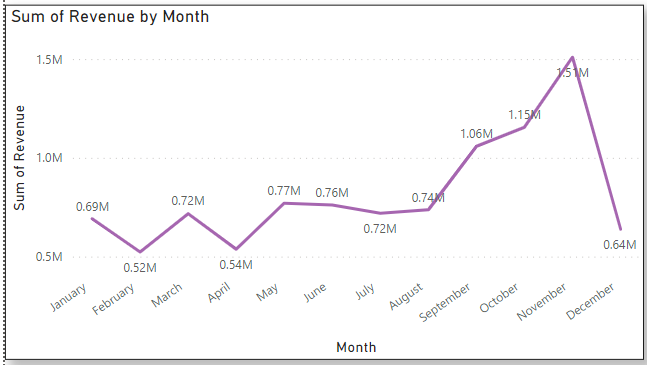 Sum of Revenue by Month
1.5M
1.0M
0.5M
Sum of Revenue
0.69M
0.52M
0.72M
0.54M
0.77M
0.76M
0.72M
0.74M
1.06M
1.15M
1.51M
0.64M
January
February
March
April
May
June
July
August
September
October
November
December
Month